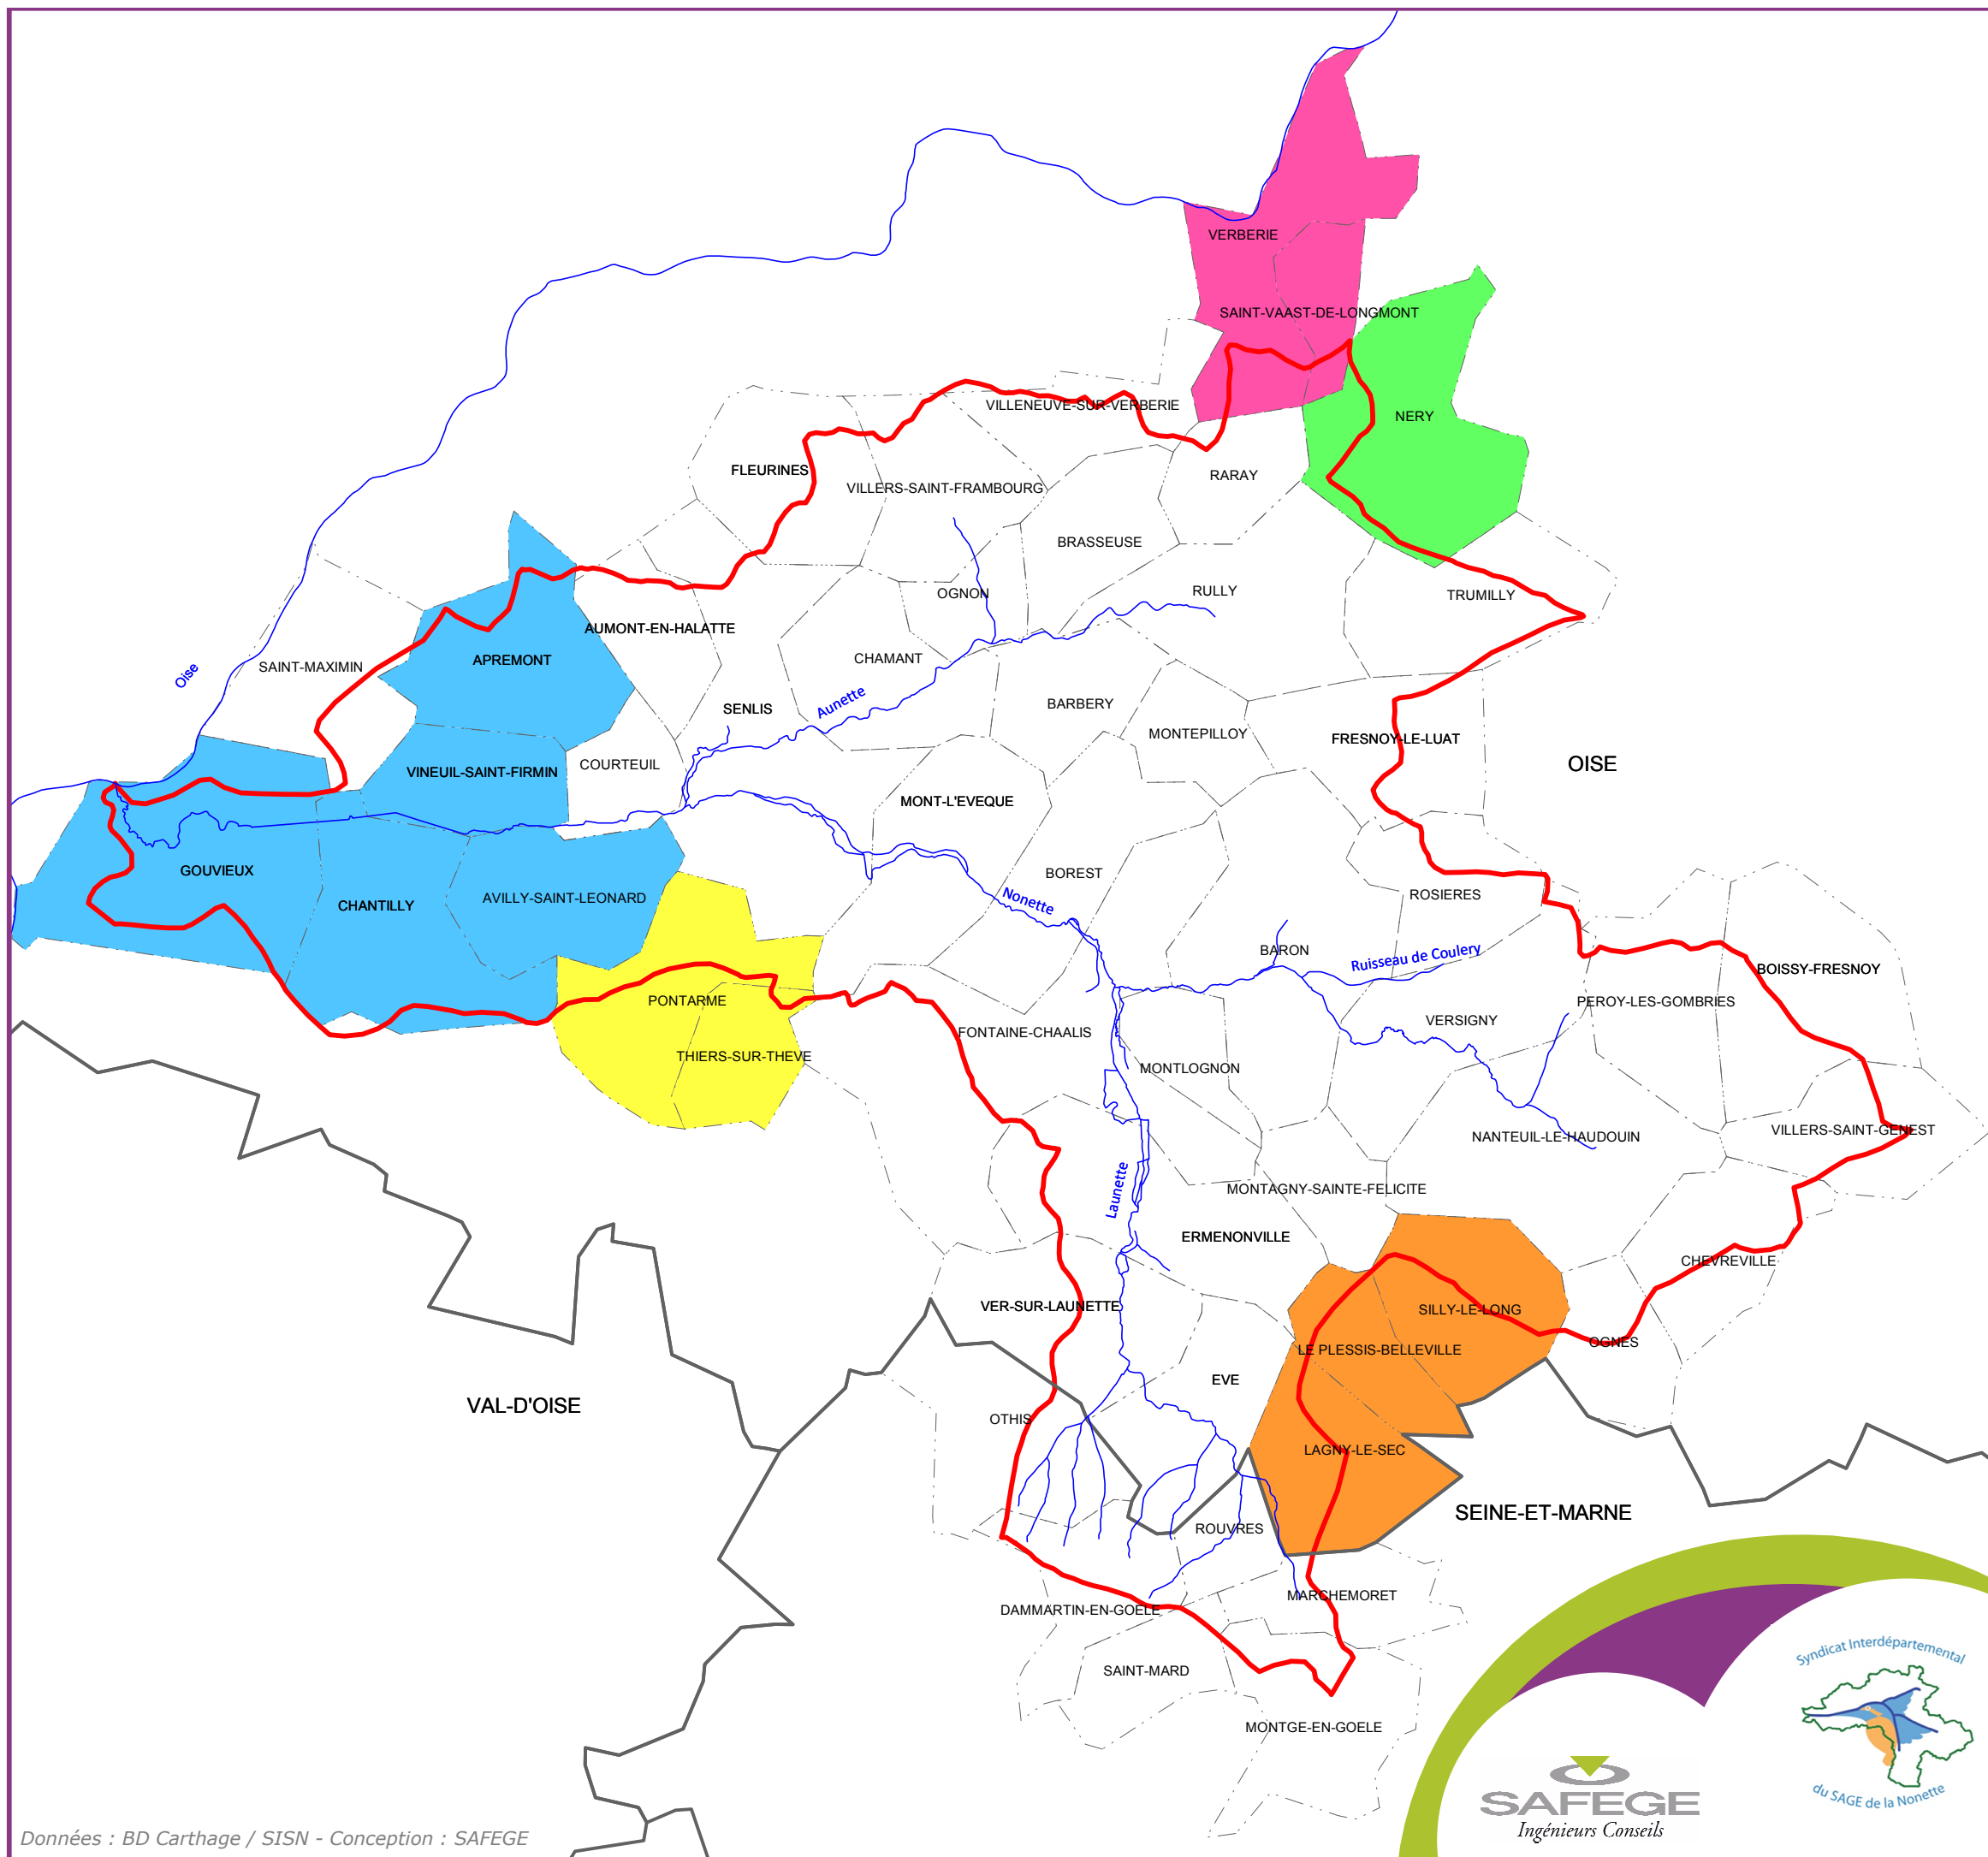 VERBERIE
SAINT-VAAST-DE-LONGMONT
NERY
VILLENEUVE-SUR-VERBERIE
FLEURINES
VILLERS-SAINT-FRAMBOURG
RARAY
BRASSEUSE
OGNON
RULLY
TRUMILLY
AUMONT-EN-HALATTE
APREMONT
SAINT-MAXIMIN
Oise
CHAMANT
SENLIS
Aunette
BARBERY
MONTEPILLOY
FRESNOY-LE-LUAT
OISE
COURTEUIL
VINEUIL-SAINT-FIRMIN
MONT-L'EVEQUE
GOUVIEUX
CHANTILLY
AVILLY-SAINT-LEONARD
BOREST
Nonette
ROSIERES
BARON
Ruisseau de Coulery
BOISSY-FRESNOY
PEROY-LES-GOMBRIES
PONTARME
VERSIGNY
FONTAINE-CHAALIS
THIERS-SUR-THEVE
MONTLOGNON
VILLERS-SAINT-GENEST
NANTEUIL-LE-HAUDOUIN
Launette
MONTAGNY-SAINTE-FELICITE
ERMENONVILLE
CHEVREVILLE
VER-SUR-LAUNETTE
SILLY-LE-LONG
OGNES
LE PLESSIS-BELLEVILLE
EVE
VAL-D'OISE
OTHIS
LAGNY-LE-SEC
SEINE-ET-MARNE
ROUVRES
MARCHEMORET
DAMMARTIN-EN-GOELE
SAINT-MARD
MONTGE-EN-GOELE
Syndicat Interdépartemental
du SAGE de la Nonette
SAFEGE
Ingénieurs Conseils
Données : BD Carthage / SISN - Conception : SAFEGE